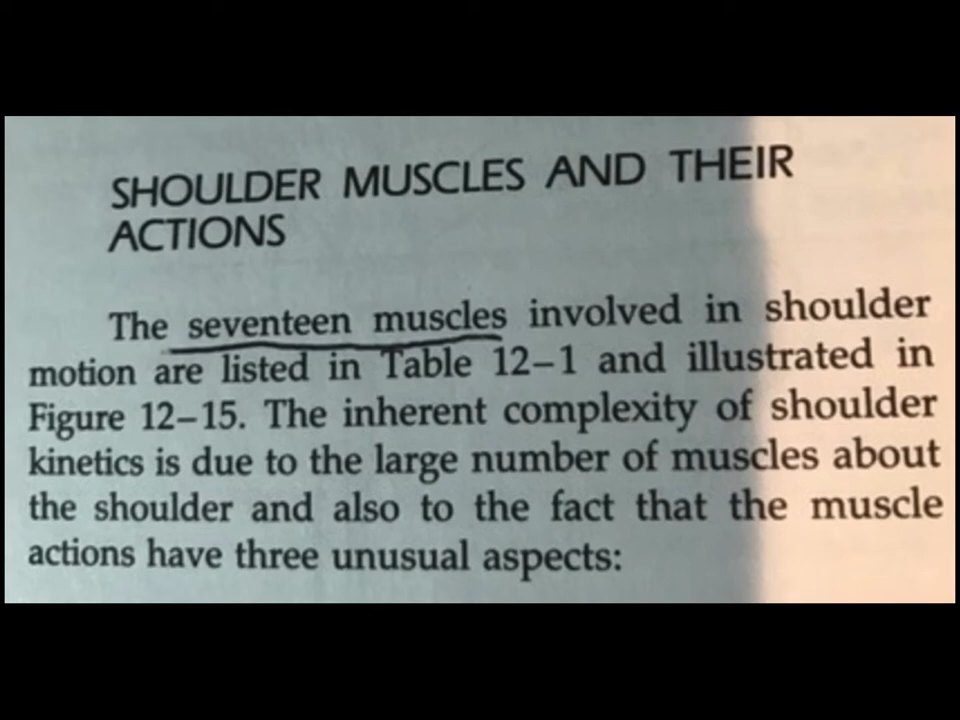 SHOULDER MUSCLES AND THEIR
ACTIONS
The seventeen muscles involved in shoulder
motion are listed in Table 12–1 and illustrated in
Figure 12–15. The inherent complexity of shoulder
kinetics is due to the large number of muscles about
the shoulder and also to the fact that the muscle
actions have three unusual aspects: